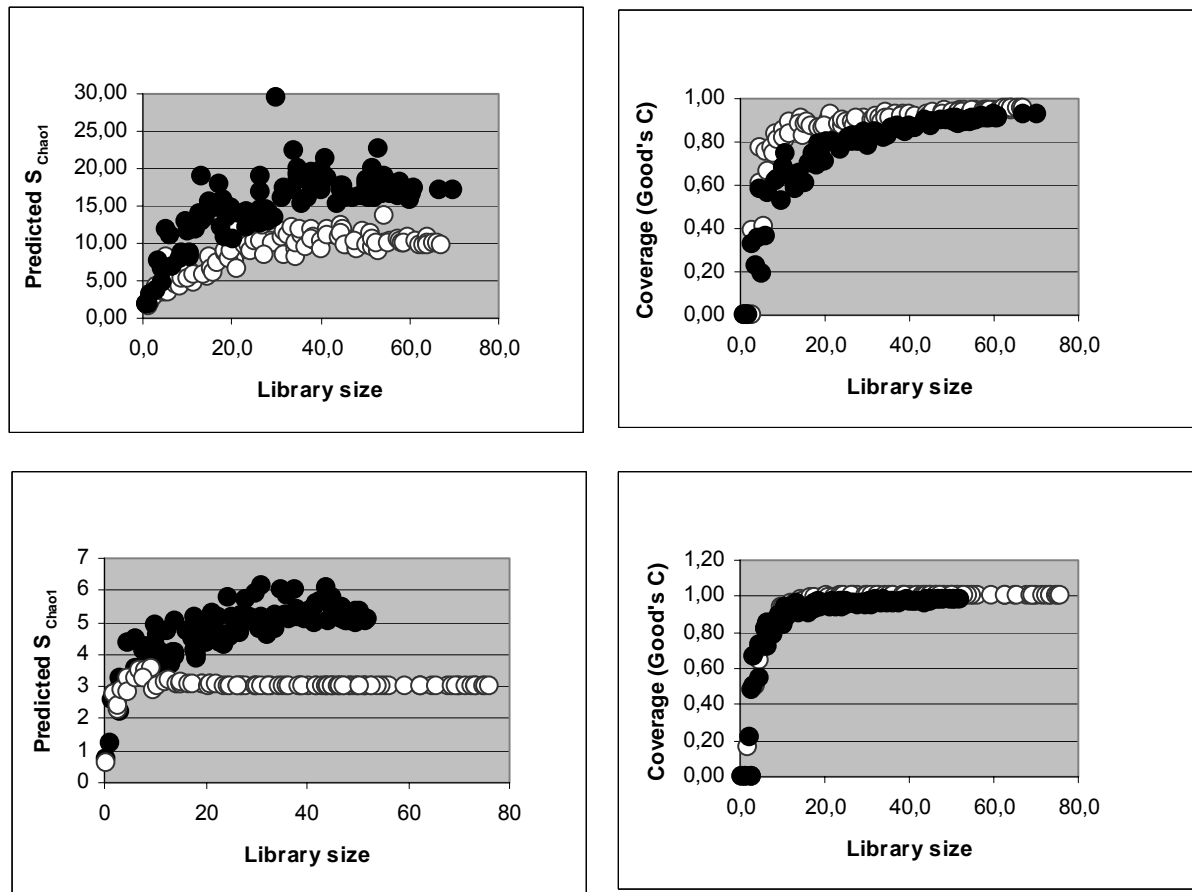 Predicted S Chao1
30,00
25,00
20,00
15,00
10,00
5,00
0,00
0,0 20,0 40,0 60,0 80,0
Library size
Coverage (Good's C)
1,00
0,80
0,60
0,40
0,20
0,00
0,0 20,0 40,0 60,0 80,0
Library size
Predicted S Chao1
7
6
5
4
3
2
1
0
0 20 40 60 80
Library size
Coverage (Good's C)
1,20
1,00
0,80
0,60
0,40
0,20
0,00
0,0 20,0 40,0 60,0 80,0
Library size